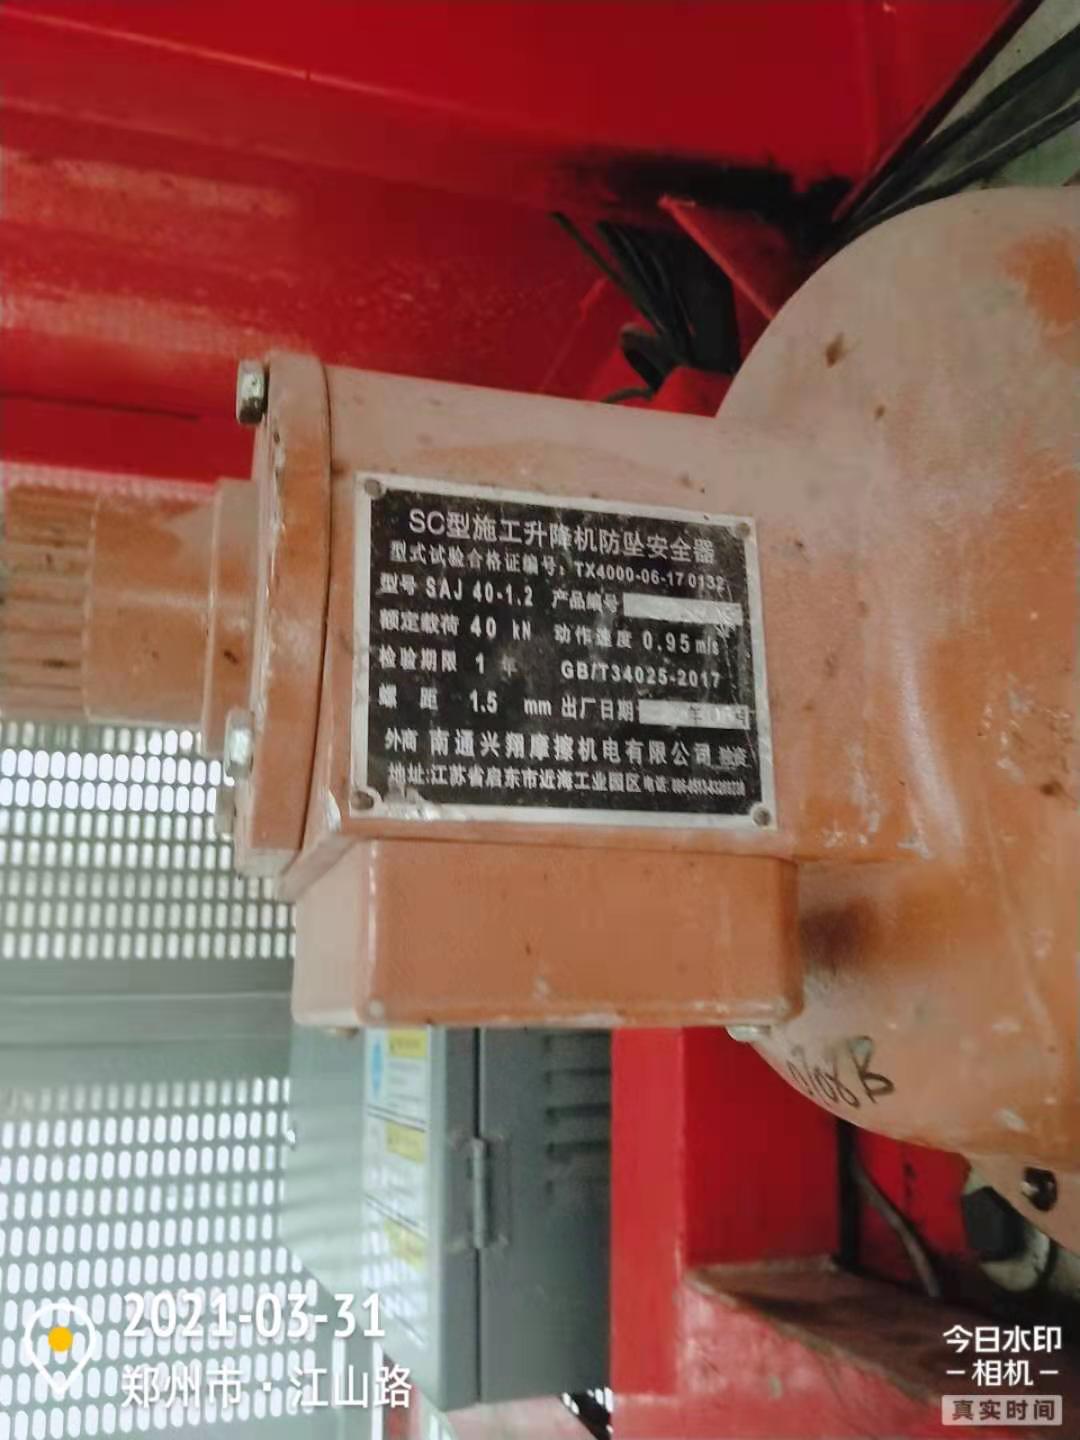 SC型施工升降机防坠安全器
型式试验合格证编号：TX4000-06-17 0132
型号 SAJ 40-1.2 产品编号
额定载荷 40 kN 动作速度 0.95 m/s
检验期限 1 年 GB/T34025-2017
螺 距 1.5 mm 出厂日期
外商 南通兴翔摩擦机电有限公司
地址:江苏省启东市近海工业园区 电话:
2021-03-31
郑州市·江山路
今日水印
-相机-
真实时间